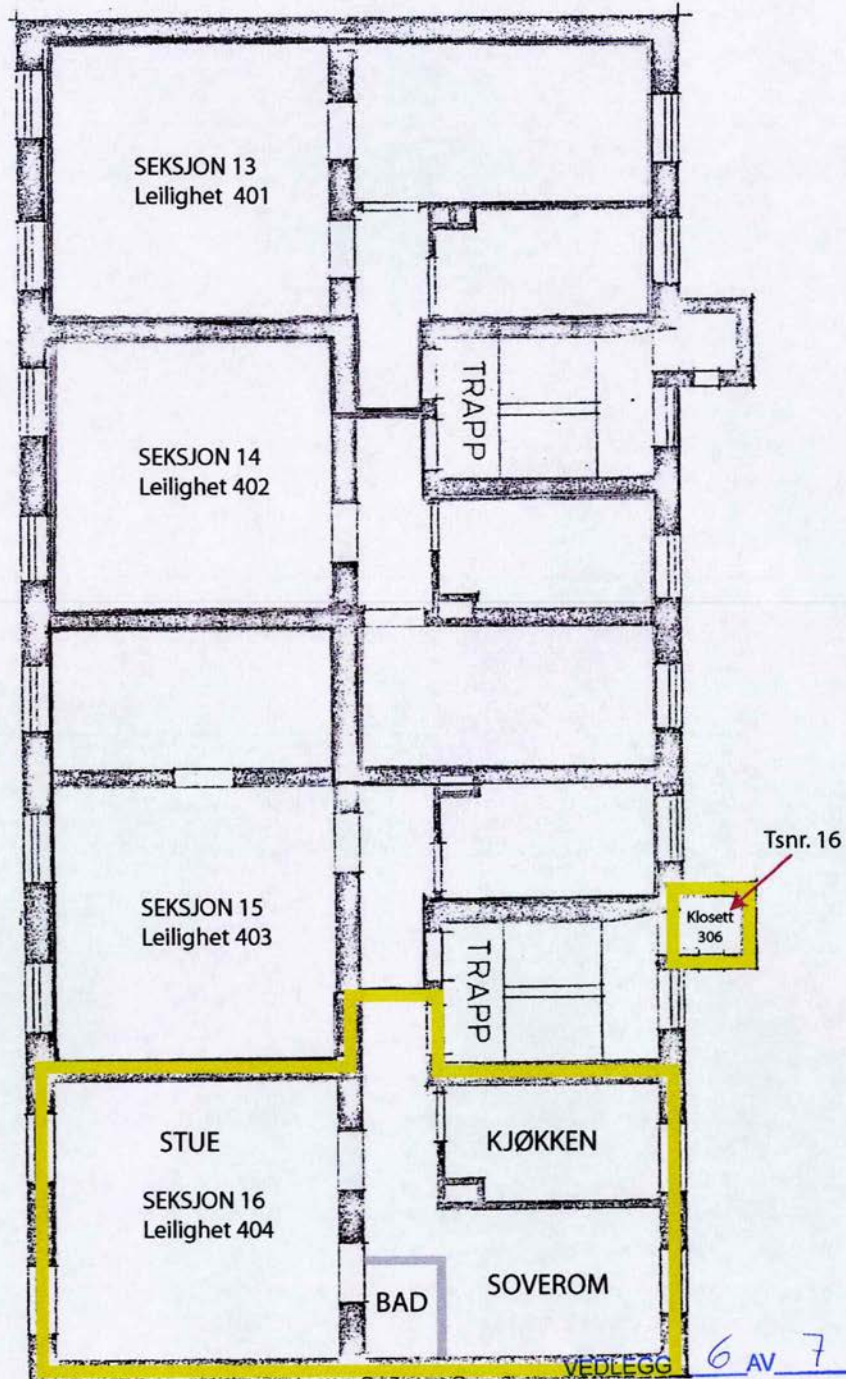 SEKSJON 13
Leilighet 401
TRAPP
SEKSJON 14
Leilighet 402
Tsnr. 16
SEKSJON 15
Leilighet 403
Klosett
306
TRAPP
STUE
KJØKKEN
SEKSJON 16
Leilighet 404
BAD
SOVEROM
VEDLEGG 6 AV 7